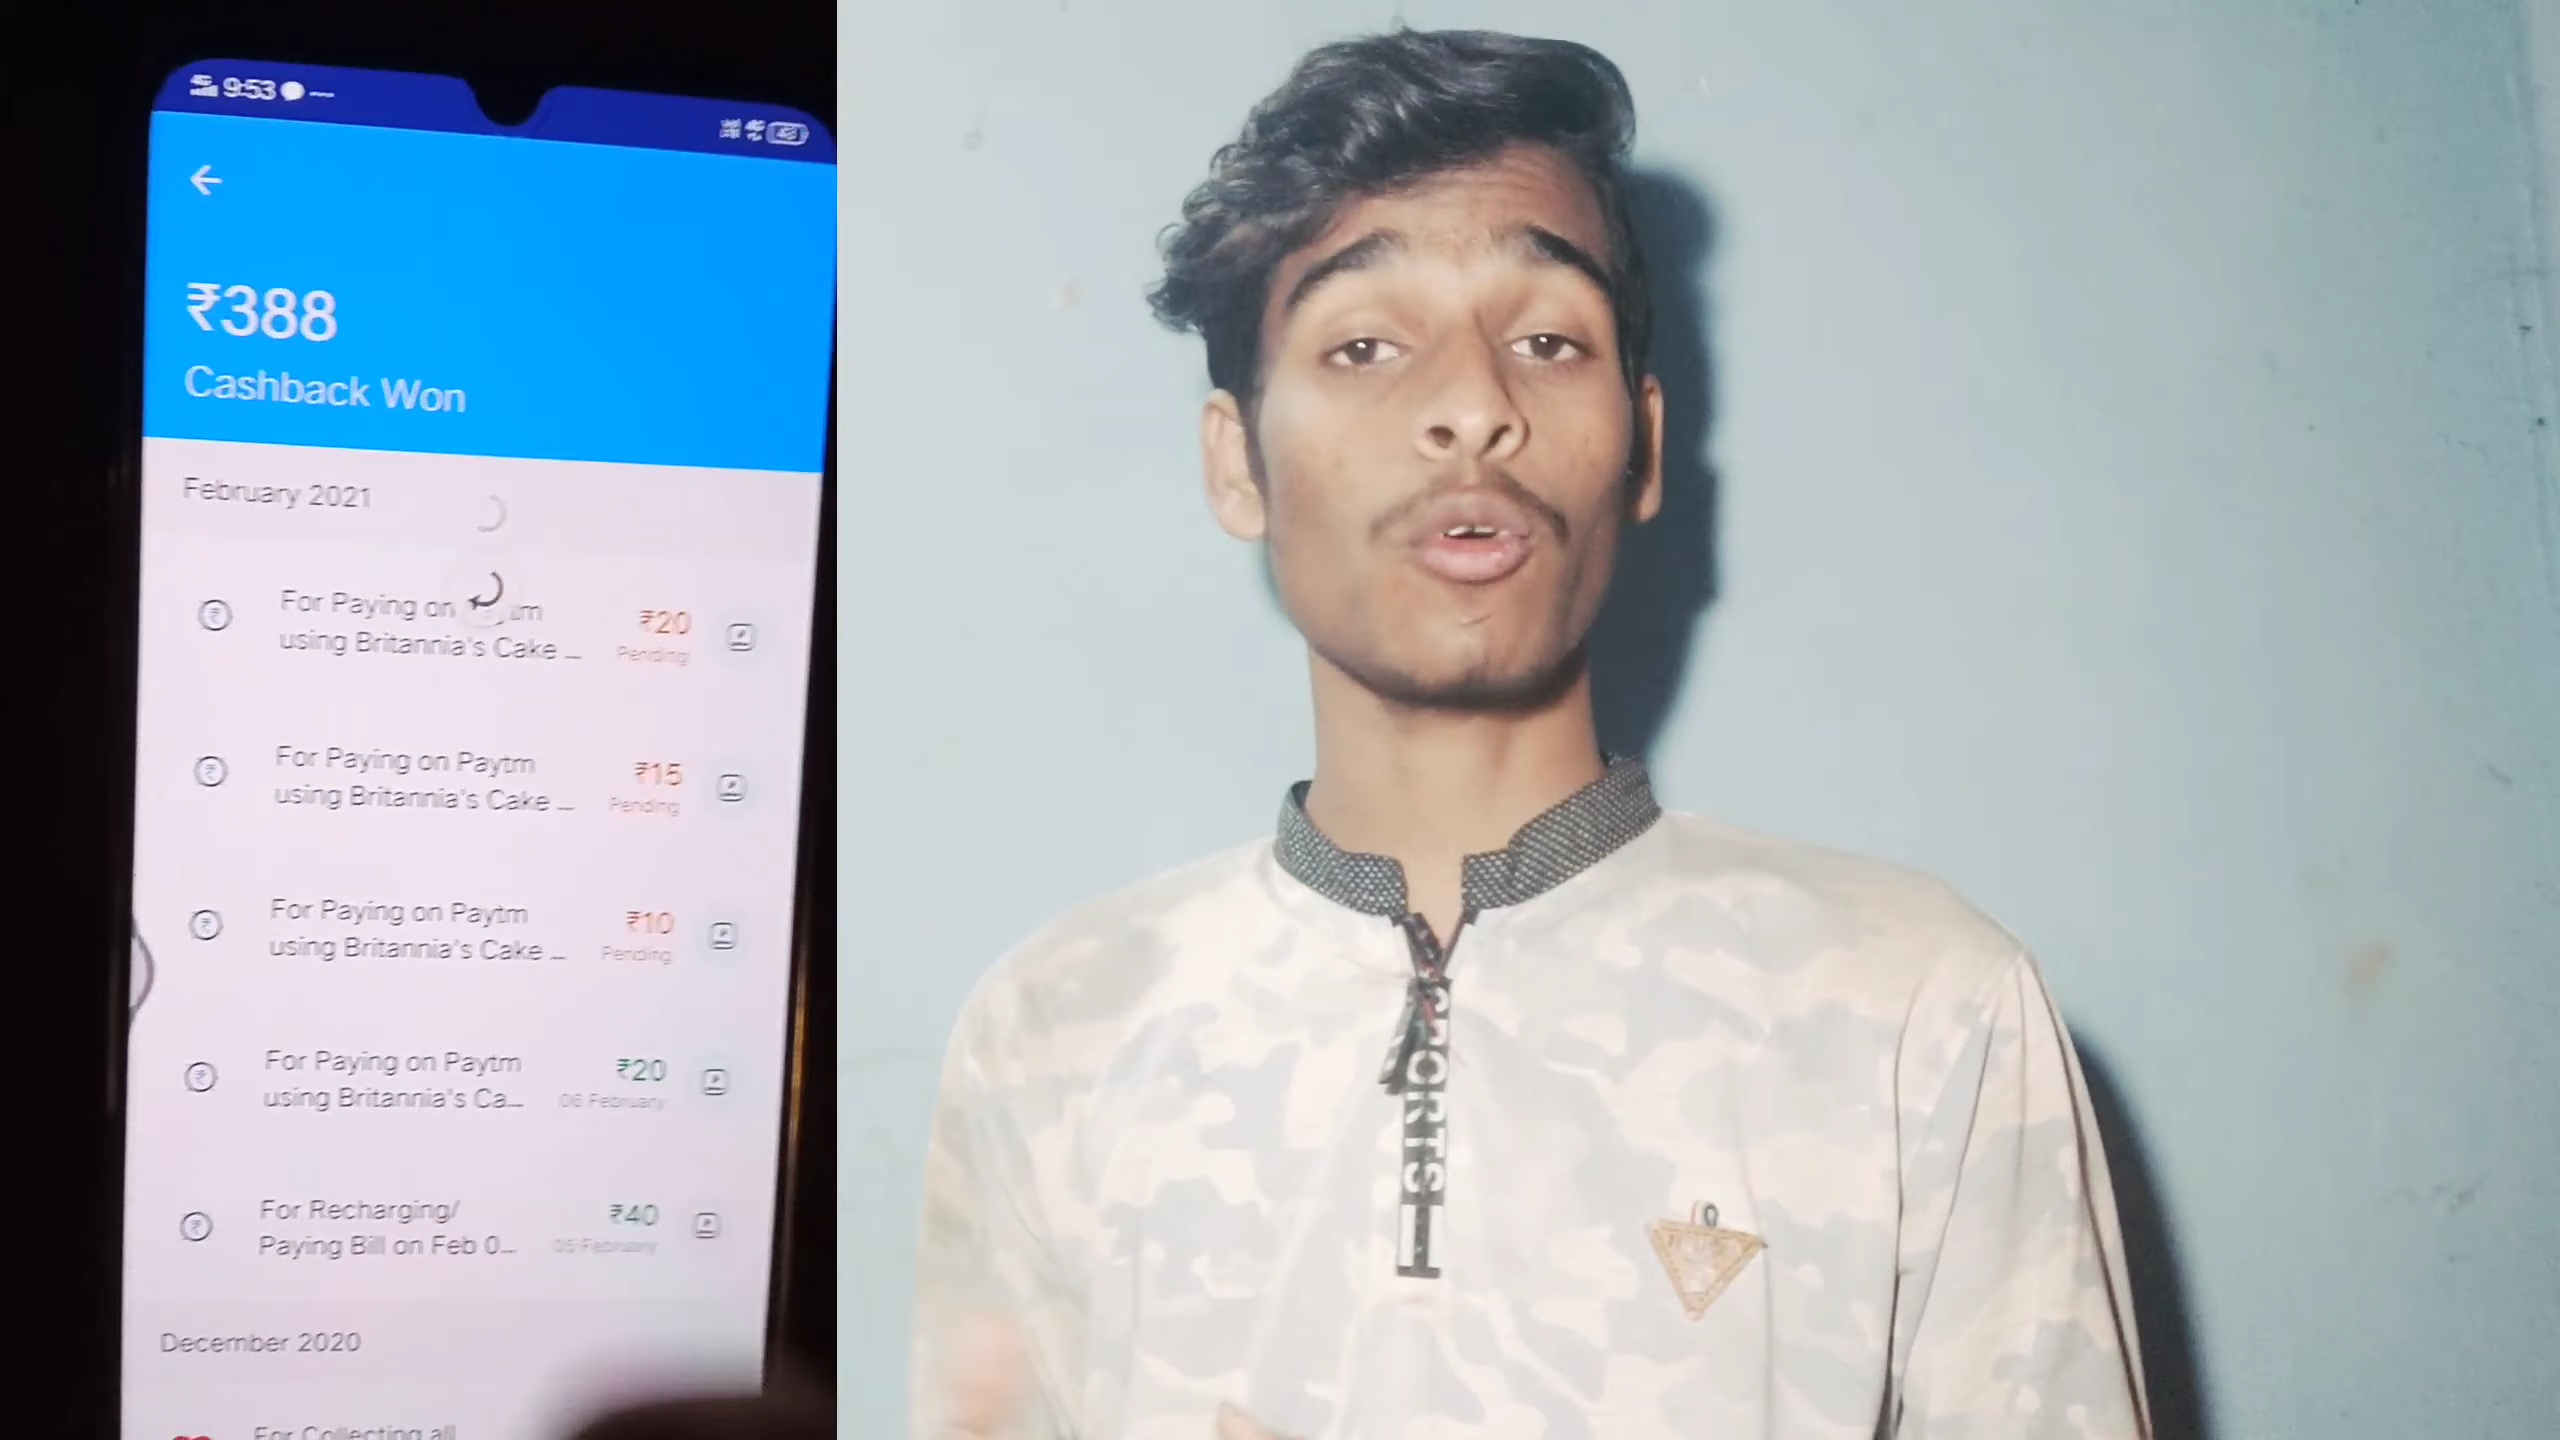 4G 9:53
₹388
Cashback Won
February 2021
For Paying on
using Britannia's Cake ...
₹20
Pending
For Paying on Paytm
using Britannia's Cake ...
₹15
Pending
For Paying on Paytm
using Britannia's Cake ...
₹10
Pending
For Paying on Paytm
using Britannia's Ca...
₹20
06 February
For Recharging/
Paying Bill on Feb 0...
₹40
05 February
December 2020
For Collecting all
SPORTS